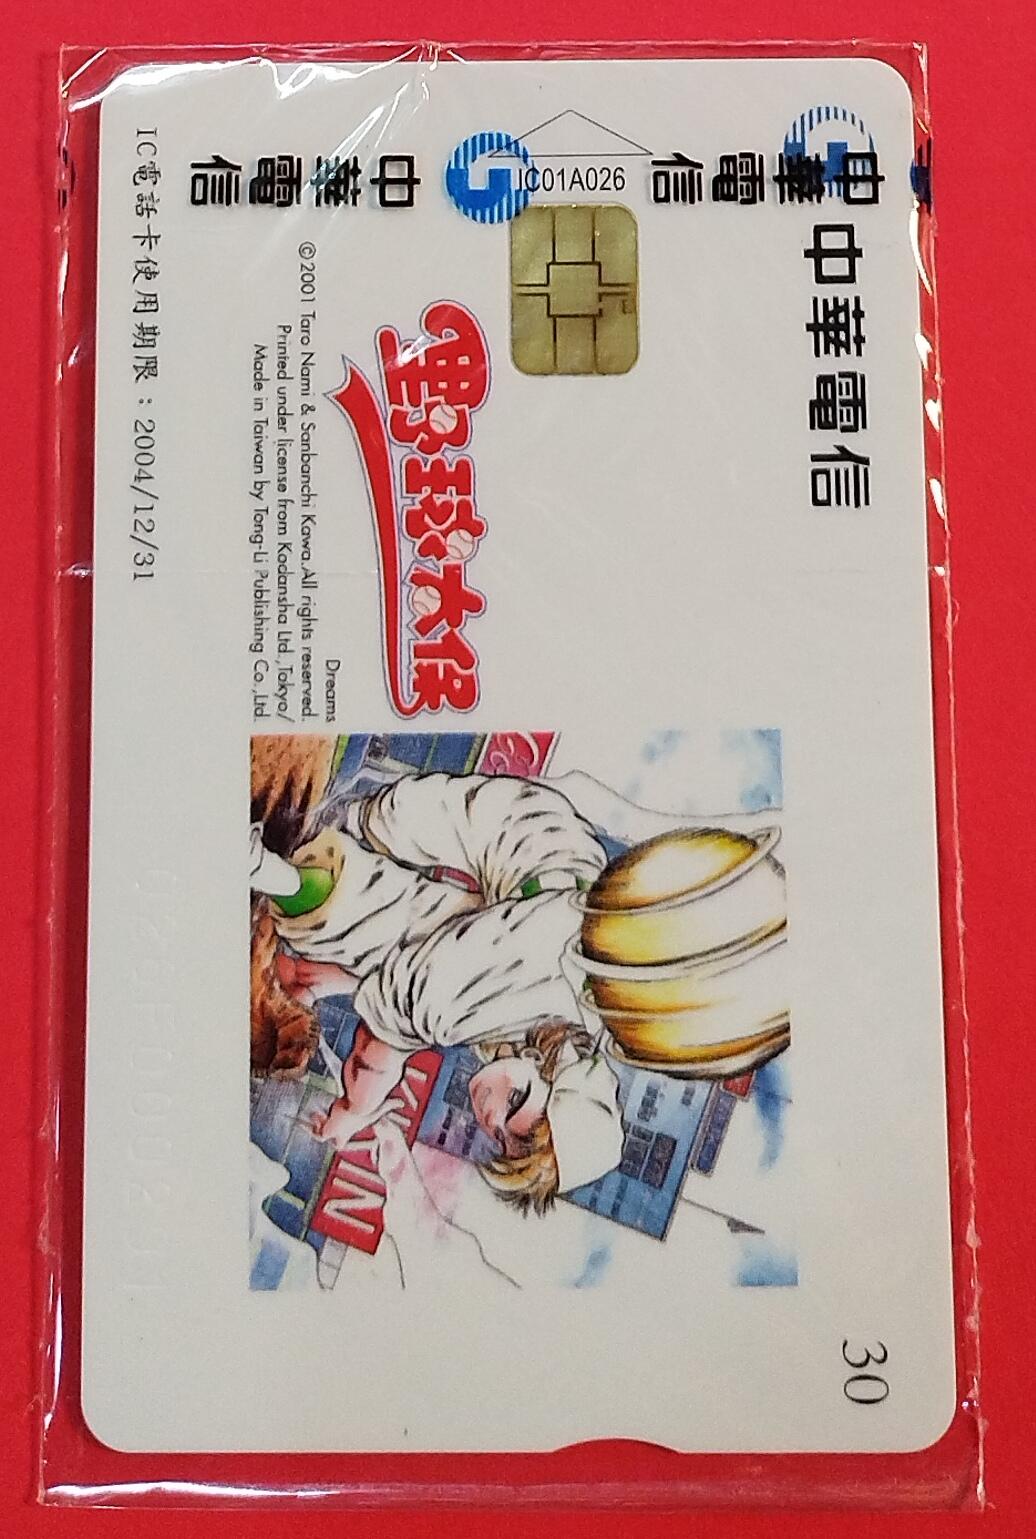 中華電信
中華電信
中華電信
IC01A026
野球太保
Dreams
©2001 Taro Nami & Sanbanchi Kawa.All rights reserved.
Printed under license from Kodansha Ltd.,Tokyo/
Made in Taiwan by Tong-Li Publishing Co.,Ltd.
IC電話卡使用期限：2004/12/31
30